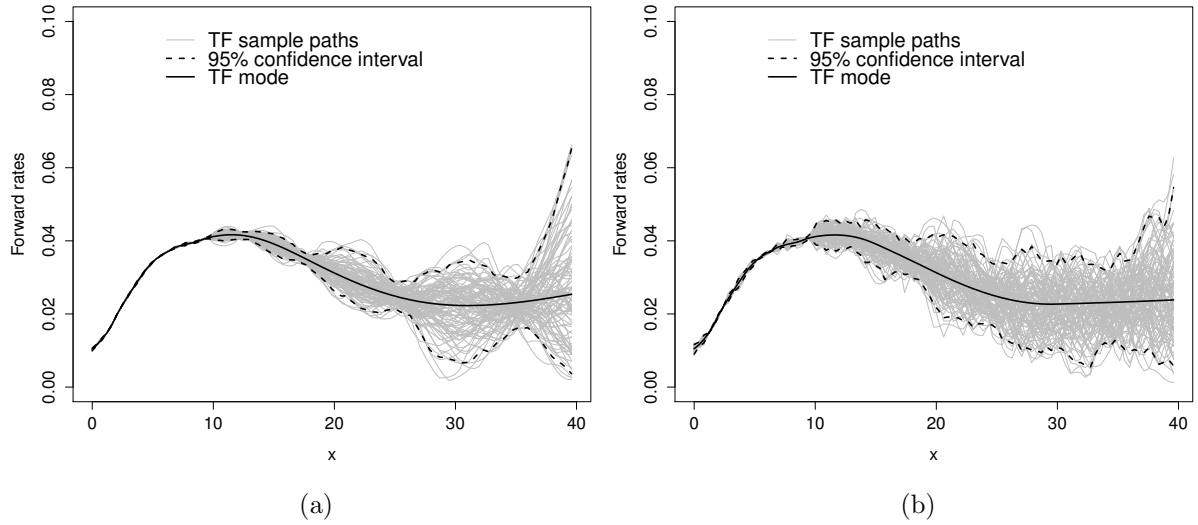 TF sample paths
95% confidence interval
TF mode
Forward rates
0.10
0.08
0.06
0.04
0.02
0.00
0 10 20 30 40
x
(a)
TF sample paths
95% confidence interval
TF mode
Forward rates
0.10
0.08
0.06
0.04
0.02
0.00
0 10 20 30 40
x
(b)